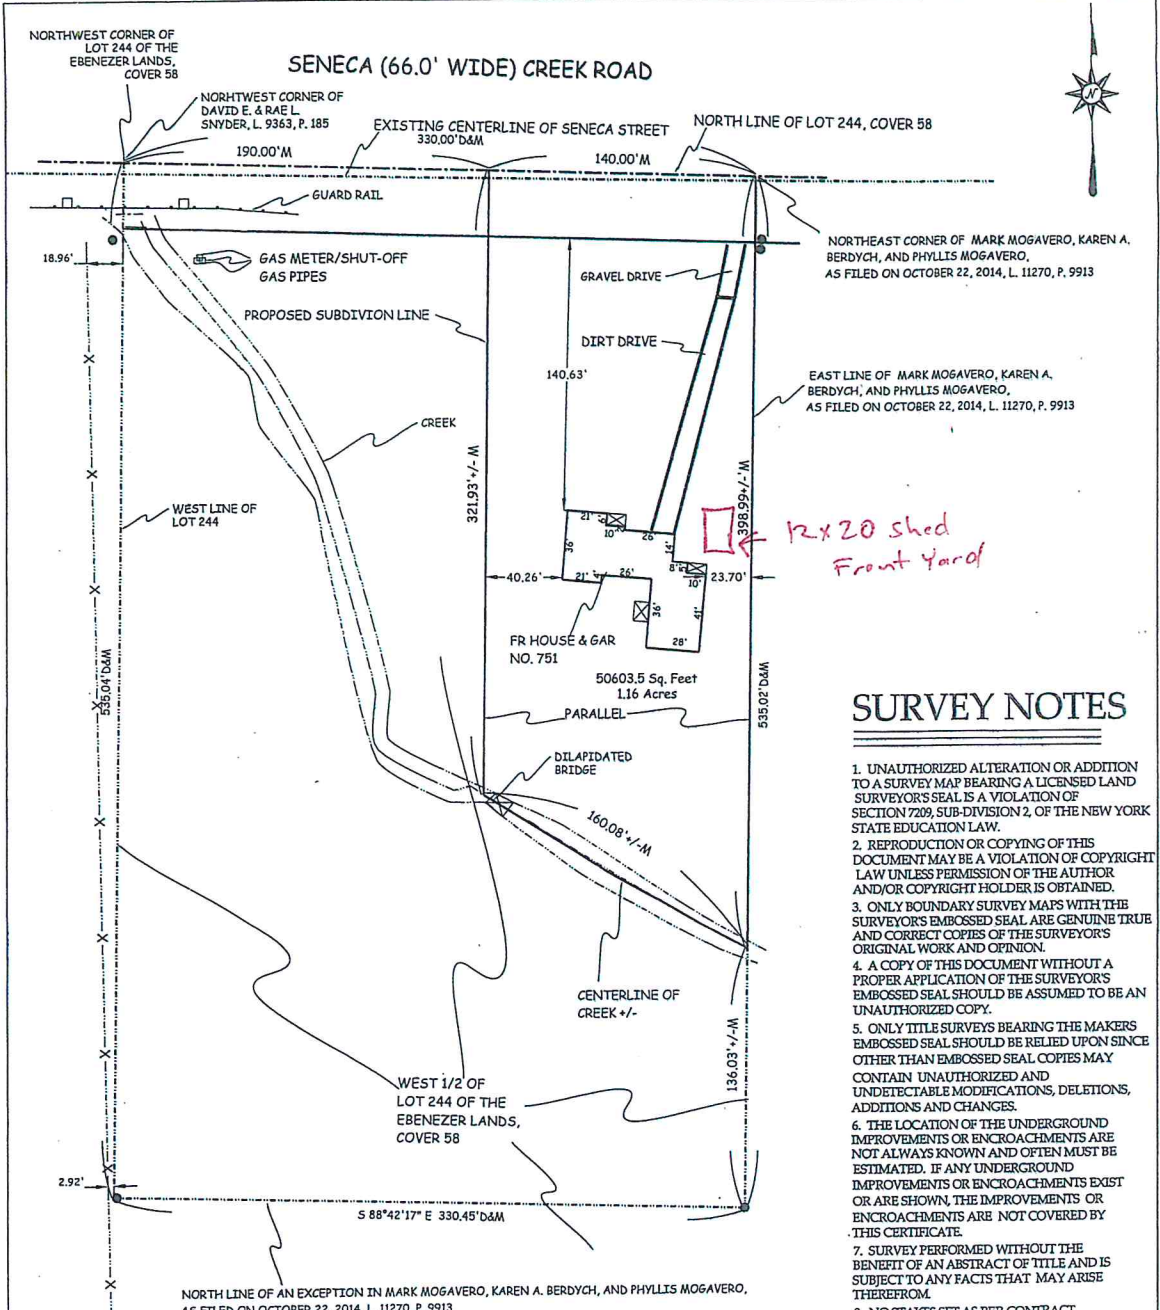 NORTHWEST CORNER OF
LOT 244 OF THE
EBENEZER LANDS,
COVER 58
SENECA (66.0' WIDE) CREEK ROAD
N
NORHTWEST CORNER OF
DAVID E. & RAE L.
SNYDER, L. 9363, P. 185
EXISTING CENTERLINE OF SENECA STREET
NORTH LINE OF LOT 244, COVER 58
330.00'D&M
190.00'M
140.00'M
GUARD RAIL
NORTHEAST CORNER OF MARK MOGAVERO, KAREN A.
BERDYCH, AND PHYLLIS MOGAVERO,
AS FILED ON OCTOBER 22, 2014, L. 11270, P. 9913
18.96'
GAS METER/SHUT-OFF
GAS PIPES
GRAVEL DRIVE
PROPOSED SUBDIVION LINE
DIRT DRIVE
140.63'
EAST LINE OF MARK MOGAVERO, KAREN A.
BERDYCH, AND PHYLLIS MOGAVERO,
AS FILED ON OCTOBER 22, 2014, L. 11270, P. 9913
CREEK
321.93'+/- W
398.99+/-'W
WEST LINE OF
LOT 244
12x20 shed
Front Yard
21'
10'
26'
36'
14'
8'
10'
40.26'
21'
4'
26'
23.70'
36'
41'
28'
FR HOUSE & GAR
NO. 751
50603.5 Sq. Feet
1.16 Acres
535.04'D&M
535.02'D&M
PARALLEL
DILAPIDATED
BRIDGE
160.08'+/-M
CENTERLINE OF
CREEK +/-
136.03'+/-W
WEST 1/2 OF
LOT 244 OF THE
EBENEZER LANDS,
COVER 58
2.92'
S 88°42'17" E 330.45'D&M
NORTH LINE OF AN EXCEPTION IN MARK MOGAVERO, KAREN A. BERDYCH, AND PHYLLIS MOGAVERO,
AS FILED ON OCTOBER 22, 2014, L. 11270, P. 9913
SURVEY NOTES
1. UNAUTHORIZED ALTERATION OR ADDITION
TO A SURVEY MAP BEARING A LICENSED LAND
SURVEYOR'S SEAL IS A VIOLATION OF
SECTION 7209, SUB-DIVISION 2, OF THE NEW YORK
STATE EDUCATION LAW.
2. REPRODUCTION OR COPYING OF THIS
DOCUMENT MAY BE A VIOLATION OF COPYRIGHT
LAW UNLESS PERMISSION OF THE AUTHOR
AND/OR COPYRIGHT HOLDER IS OBTAINED.
3. ONLY BOUNDARY SURVEY MAPS WITH THE
SURVEYOR'S EMBOSSED SEAL ARE GENUINE TRUE
AND CORRECT COPIES OF THE SURVEYOR'S
ORIGINAL WORK AND OPINION.
4. A COPY OF THIS DOCUMENT WITHOUT A
PROPER APPLICATION OF THE SURVEYOR'S
EMBOSSED SEAL SHOULD BE ASSUMED TO BE AN
UNAUTHORIZED COPY.
5. ONLY TITLE SURVEYS BEARING THE MAKERS
EMBOSSED SEAL SHOULD BE RELIED UPON SINCE
OTHER THAN EMBOSSED SEAL COPIES MAY
CONTAIN UNAUTHORIZED AND
UNDETECTABLE MODIFICATIONS, DELETIONS,
ADDITIONS AND CHANGES.
6. THE LOCATION OF THE UNDERGROUND
IMPROVEMENTS OR ENCROACHMENTS ARE
NOT ALWAYS KNOWN AND OFTEN MUST BE
ESTIMATED. IF ANY UNDERGROUND
IMPROVEMENTS OR ENCROACHMENTS EXIST
OR ARE SHOWN, THE IMPROVEMENTS OR
ENCROACHMENTS ARE NOT COVERED BY
THIS CERTIFICATE.
7. SURVEY PERFORMED WITHOUT THE
BENEFIT OF AN ABSTRACT OF TITLE AND IS
SUBJECT TO ANY FACTS THAT MAY ARISE
THEREFROM.
8. NO STAKES SET AS PER CONTRACT